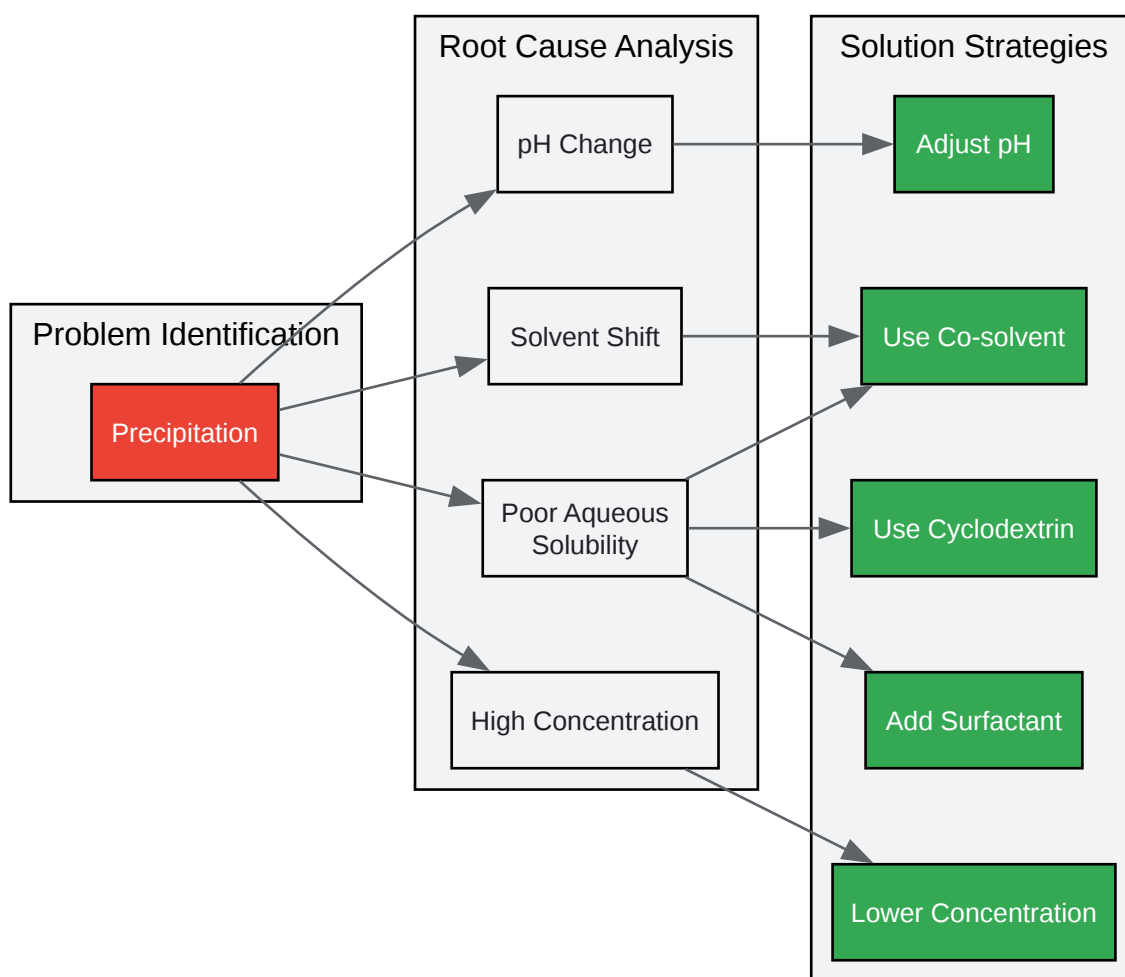 Problem Identification
Precipitation
Root Cause Analysis
pH Change
Solvent Shift
Poor Aqueous
Solubility
High Concentration
Solution Strategies
Adjust pH
Use Co-solvent
Use Cyclodextrin
Add Surfactant
Lower Concentration